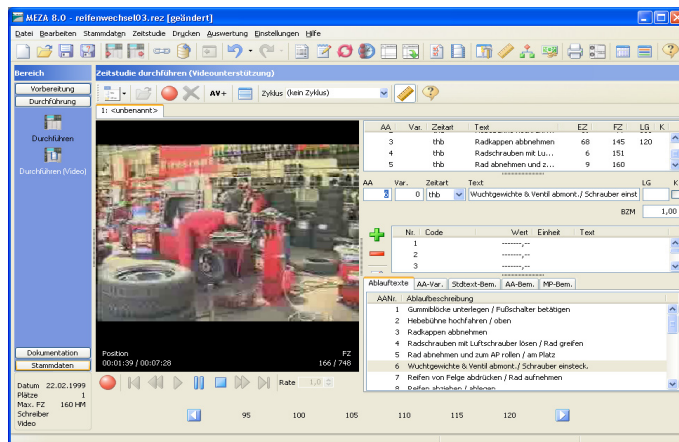 MEZA 8.0 - reifenwechsel03.rez [geändert]
Datei Bearbeiten Stammdaten Zeitstudie Drucken Auswertung Einstellungen Hilfe
Bereich
Zeitstudie durchführen (Videounterstützung)
Vorbereitung
Durchführung
AV+ Zyklus (kein Zyklus)
1: <unbenannt>
Durchführen
Durchführen (Video)
AA Var. Zeitart Text EZ FZ LG K
3 thb Radkappen abbnehmen 68 145 120
4 thb Radschrauben mit Lu... 6 151
5 thb Rad abnehmen und z... 9 160
AA Var. Zeitart Text LG K
0 thb Wuchtgewichte & Ventil abmont./ Schrauber einst
BZM 1,00
Nr. Code Wert Einheit Text
1 -------,--
2 -------,--
3 -------,--
Ablauftexte AA-Var. Stdtext-Bem. AA-Bem. MP-Bem.
AANr. Ablaufbeschreibung
1 Gummiblöcke unterlegen / Fußschalter betätigen
2 Hebebühne hochfahren / oben
3 Radkappen abbnehmen
4 Radschrauben mit Luftschrauber lösen / Rad greifen
5 Rad abnehmen und zum AP rollen / am Platz
6 Wuchtgewichte & Ventil abmont./ Schrauber einsteck.
7 Reifen von Felge abdrücken / Rad aufnehmen
8 Reifen abziehen / ablegen
Position FZ
00:01:39 / 00:07:28 166 / 748
Rate 1,0
Dokumentation
Stammdaten
Datum 22.02.1999
Plätze 1
Max. FZ 160 HM
Schreiber
Video
95 100 105 110 115 120